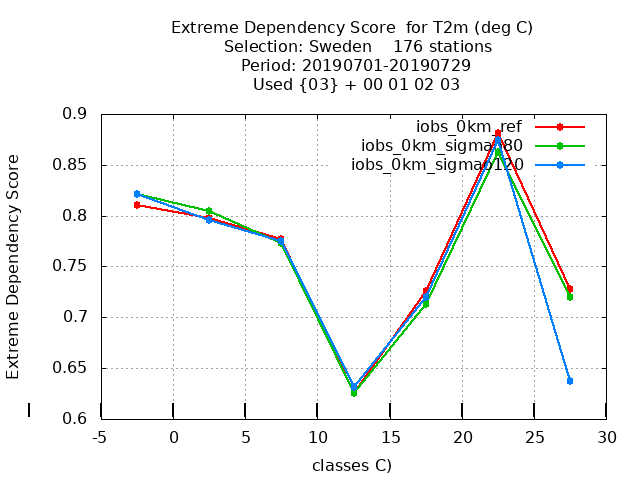 Extreme Dependency Score for T2m (deg C)
Selection: Sweden 176 stations
Period: 20190701-20190729
Used {03} + 00 01 02 03
iobs_0km_ref
iobs_0km_sigmao80
iobs_0km_sigmao120
Extreme Dependency Score
0.9
0.85
0.8
0.75
0.7
0.65
0.6
-5 0 5 10 15 20 25 30
classes C)